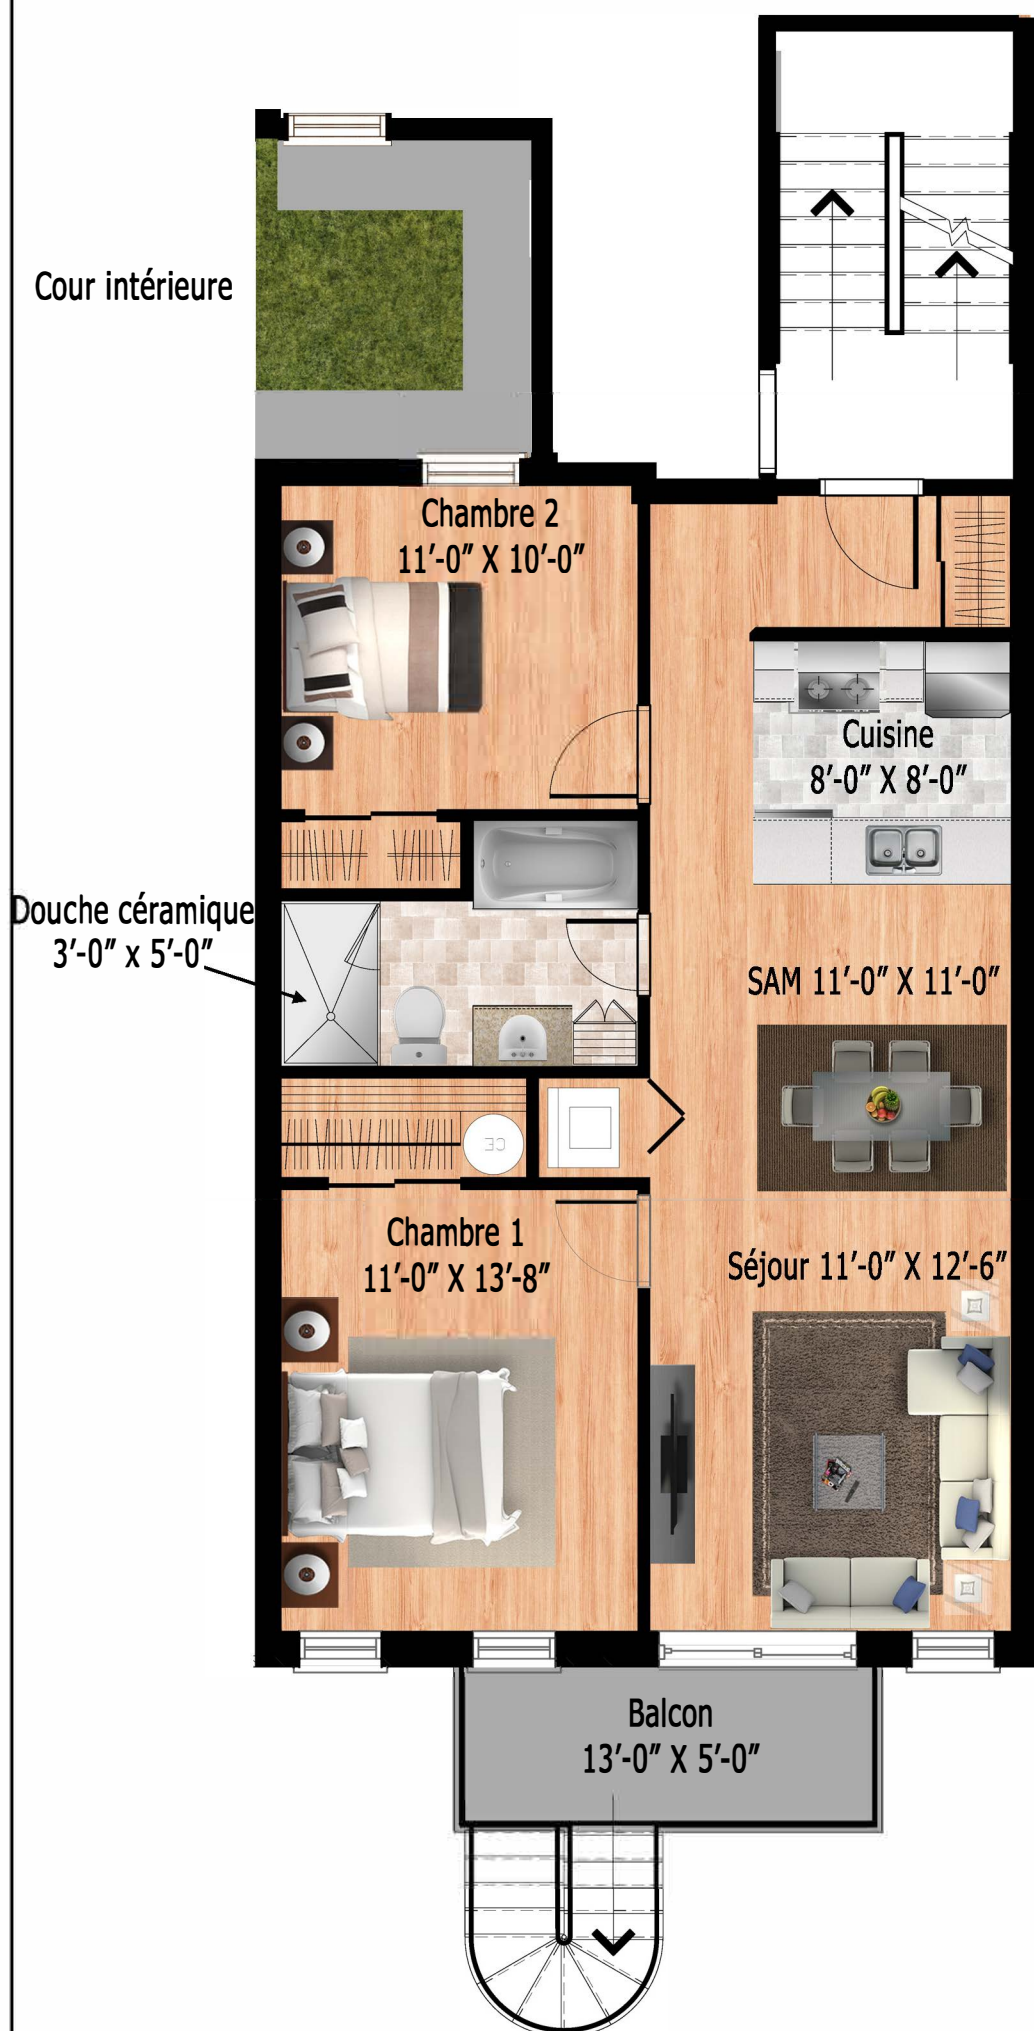 Cour intérieure
Chambre 2
11'-0" X 10'-0"
Cuisine
8'-0" X 8'-0"
Douche céramique
3'-0" x 5'-0"
SAM 11'-0" X 11'-0"
CE
Chambre 1
11'-0" X 13'-8"
Séjour 11'-0" X 12'-6"
Balcon
13'-0" X 5'-0"